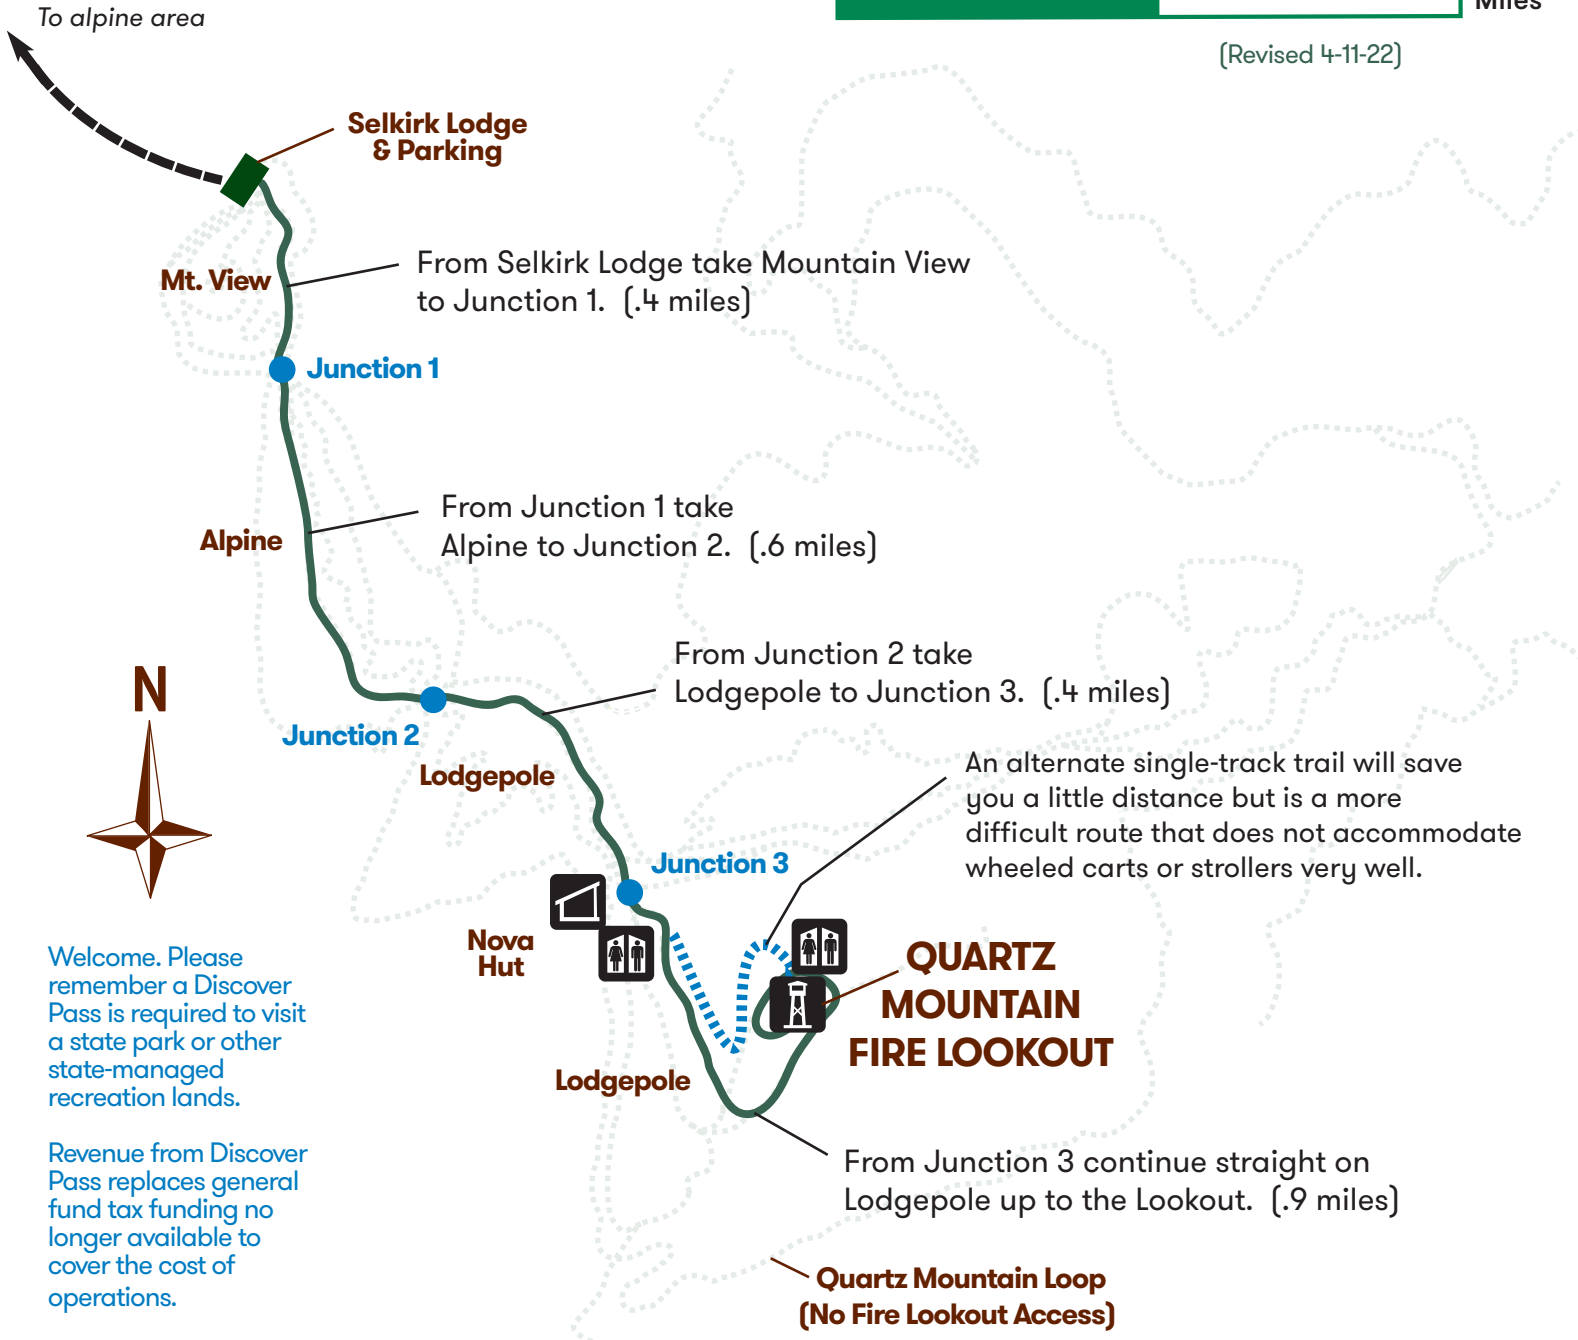 To alpine area
Miles
(Revised 4-11-22)
Selkirk Lodge
& Parking
Mt. View
From Selkirk Lodge take Mountain View
to Junction 1. (.4 miles)
Junction 1
Alpine
From Junction 1 take
Alpine to Junction 2. (.6 miles)
From Junction 2 take
Lodgepole to Junction 3. (.4 miles)
N
Junction 2
Lodgepole
An alternate single-track trail will save
you a little distance but is a more
difficult route that does not accommodate
wheeled carts or strollers very well.
Junction 3
Nova
Hut
QUARTZ
MOUNTAIN
FIRE LOOKOUT
Lodgepole
Welcome. Please
remember a Discover
Pass is required to visit
a state park or other
state-managed
recreation lands.
Revenue from Discover
Pass replaces general
fund tax funding no
longer available to
cover the cost of
operations.
From Junction 3 continue straight on
Lodgepole up to the Lookout. (.9 miles)
Quartz Mountain Loop
(No Fire Lookout Access)